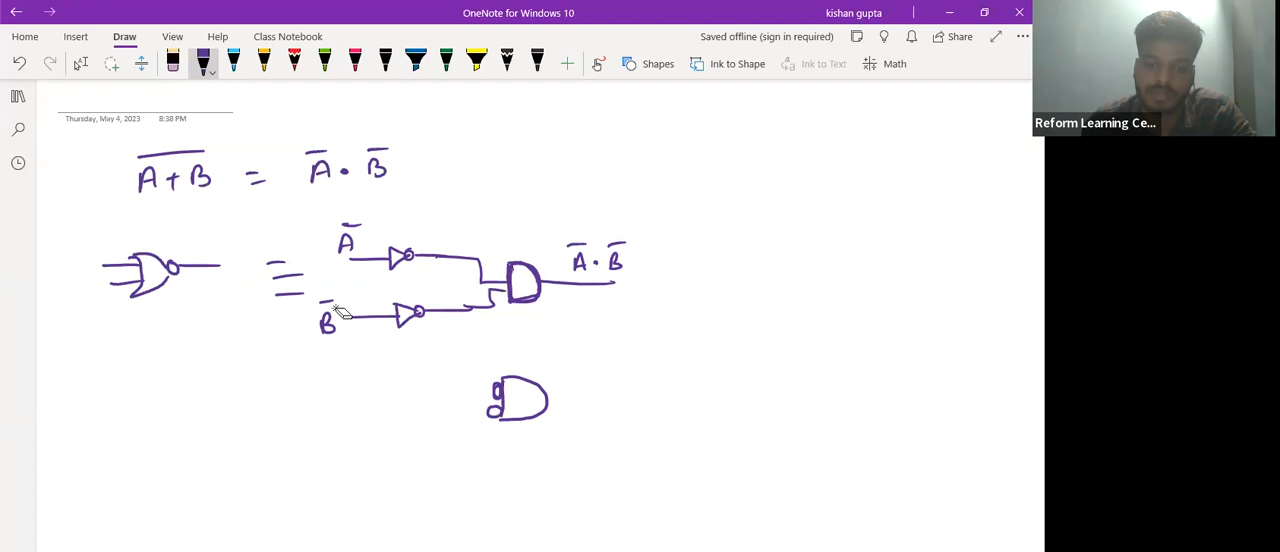 OneNote for Windows 10
kishan gupta
Home Insert Draw View Help Class Notebook
Saved offline (sign in required)
Share
Shapes
Ink to Shape
Ink to Text
Math
Reform Learning Ce...
Thursday, May 4, 2023 8:38 PM
A̅ ̅+̅ ̅B̅ = A̅ · B̅
A̅
A̅ · B̅
B̅